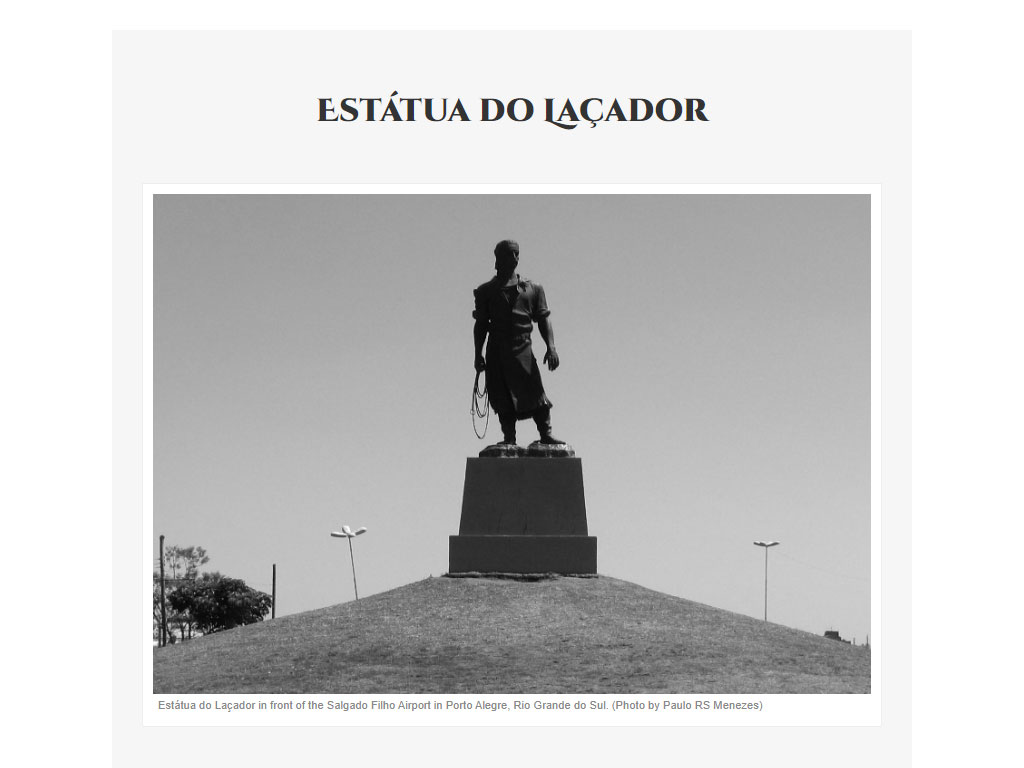 Estátua do Laçador
Estátua do Laçador in front of the Salgado Filho Airport in Porto Alegre, Rio Grande do Sul. (Photo by Paulo RS Menezes)